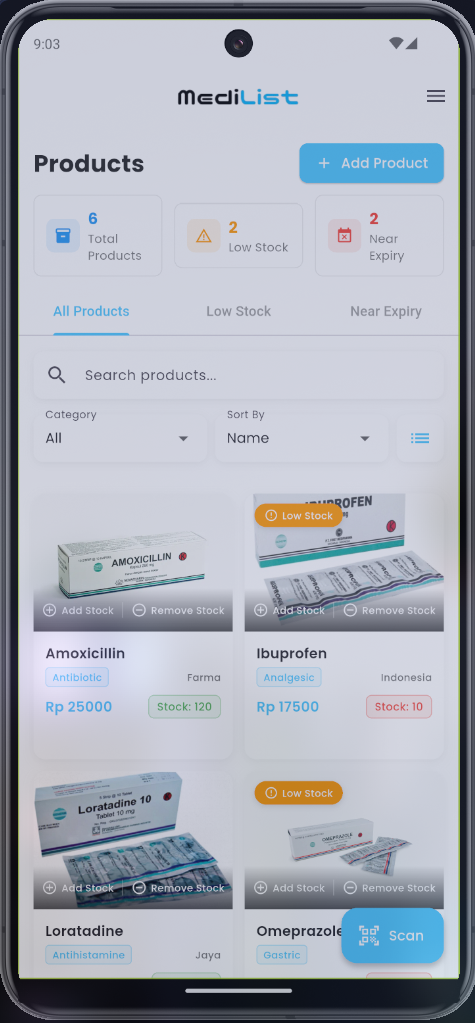 9:03
MediList
Products
+ Add Product
6
Total
Products
2
Low Stock
2
Near
Expiry
All Products
Low Stock
Near Expiry
Search products...
Category
All
Sort By
Name
AMOXICILLIN
Add Stock
Remove Stock
Amoxicillin
Antibiotic
Farma
Rp 25000
Stock: 120
Low Stock
IBUPROFEN
Add Stock
Remove Stock
Ibuprofen
Analgesic
Indonesia
Rp 17500
Stock: 10
Loratadine 10
Tablet 10 mg
Add Stock
Remove Stock
Loratadine
Antihistamine
Jaya
Low Stock
OMEPRAZOLE
Add Stock
Remove Stock
Omeprazole
Gastric
Scan